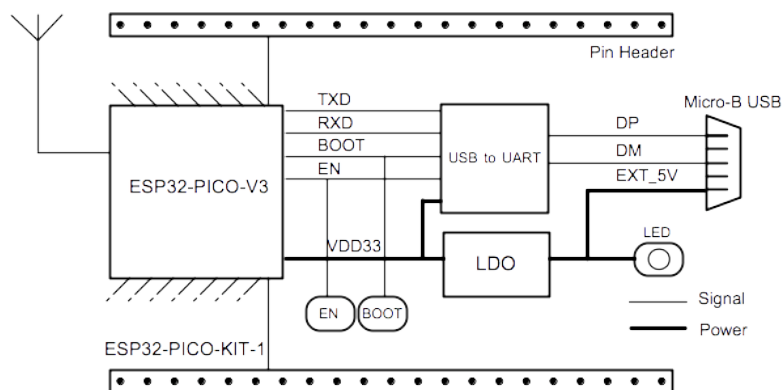 Pin Header
TXD
RXD
BOOT
EN
ESP32-PICO-V3
USB to UART
DP
DM
EXT_5V
Micro-B USB
VDD33
LDO
LED
EN
BOOT
Signal
Power
ESP32-PICO-KIT-1